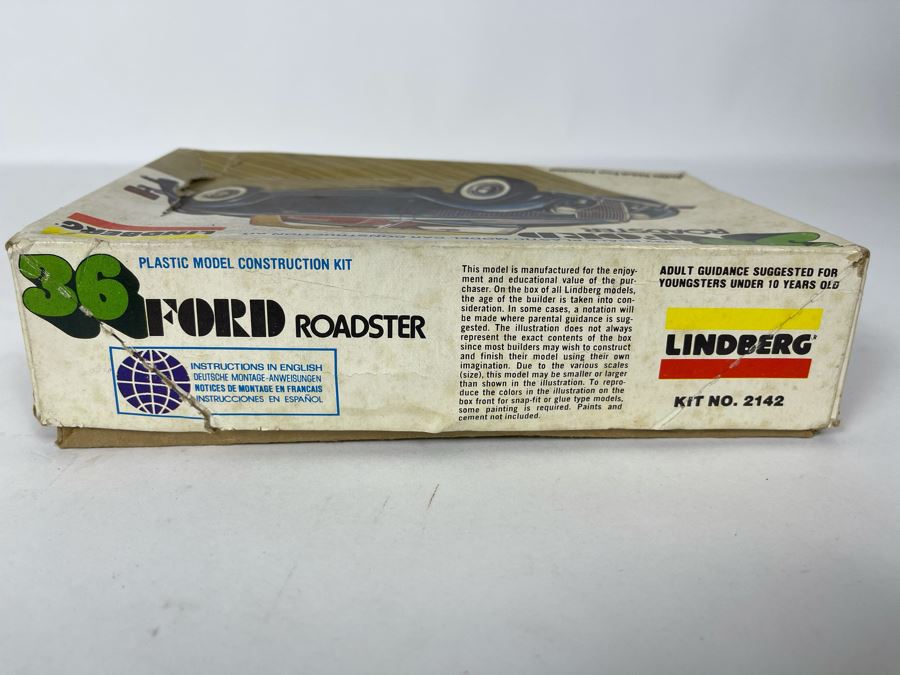 LINDBERG
ROADSTER
36
PLASTIC MODEL CONSTRUCTION KIT
FORD ROADSTER
INSTRUCTIONS IN ENGLISH
DEUTSCHE MONTAGE-ANWEISUNGEN
NOTICES DE MONTAGE EN FRANCAIS
INSTRUCCIONES EN ESPAÑOL
This model is manufactured for the enjoy-
ment and educational value of the pur-
chaser. On the box of all Lindberg models,
the age of the builder is taken into con-
sideration. In some cases, a notation will
be made where parental guidance is sug-
gested. The illustration does not always
represent the exact contents of the box
since most builders may wish to construct
and finish their model using their own
imagination. Due to the various scales
(size), this model may be smaller or larger
than shown in the illustration. To repro-
duce the colors in the illustration on the
box front for snap-fit or glue type models,
some painting is required. Paints and
cement not included.
ADULT GUIDANCE SUGGESTED FOR
YOUNGSTERS UNDER 10 YEARS OLD
LINDBERG®
KIT NO. 2142